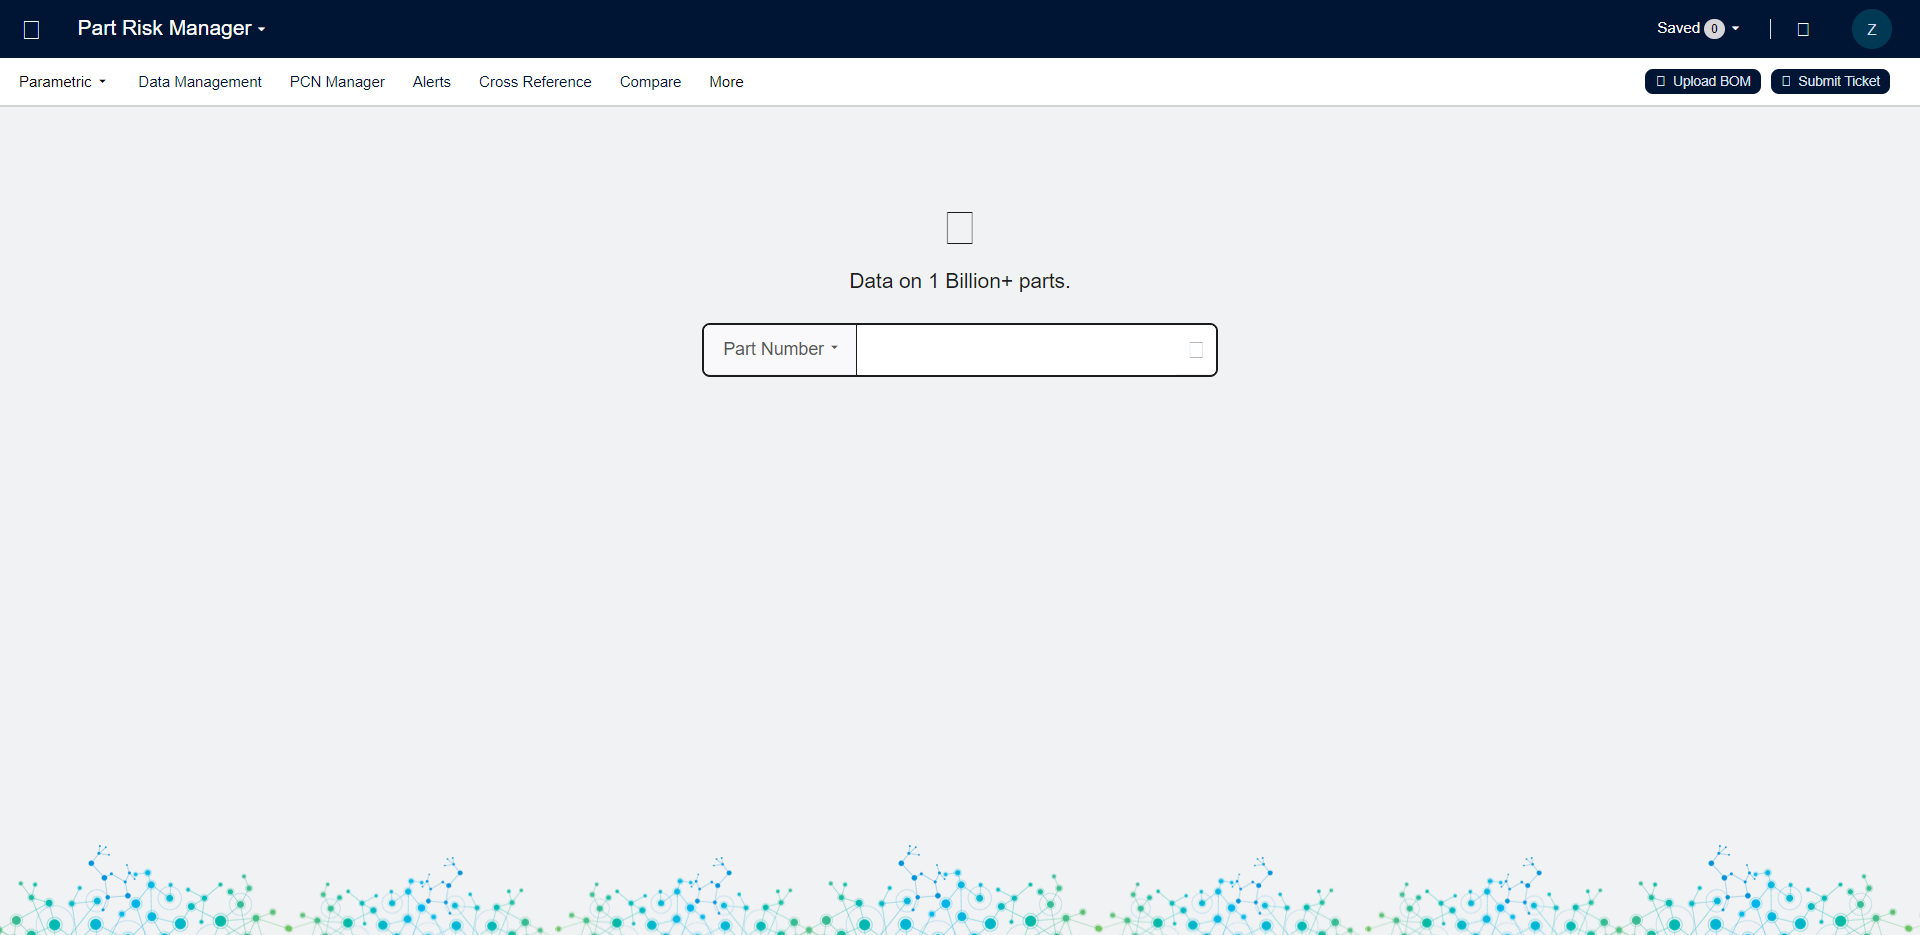 Part Risk Manager
Saved 0
Z
Parametric
Data Management
PCN Manager
Alerts
Cross Reference
Compare
More
Upload BOM
Submit Ticket
Data on 1 Billion+ parts.
Part Number